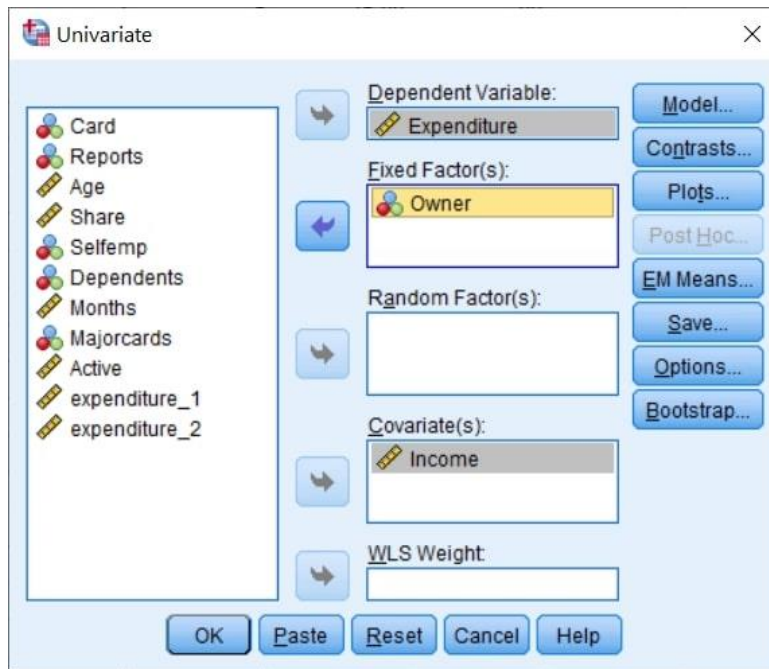 Univariate
Card
Reports
Age
Share
Selfemp
Dependents
Months
Majorcards
Active
expenditure_1
expenditure_2
Dependent Variable:
Expenditure
Fixed Factor(s):
Owner
Random Factor(s):
Covariate(s):
Income
WLS Weight:
Model...
Contrasts...
Plots...
Post Hoc...
EM Means...
Save...
Options...
Bootstrap...
OK Paste Reset Cancel Help